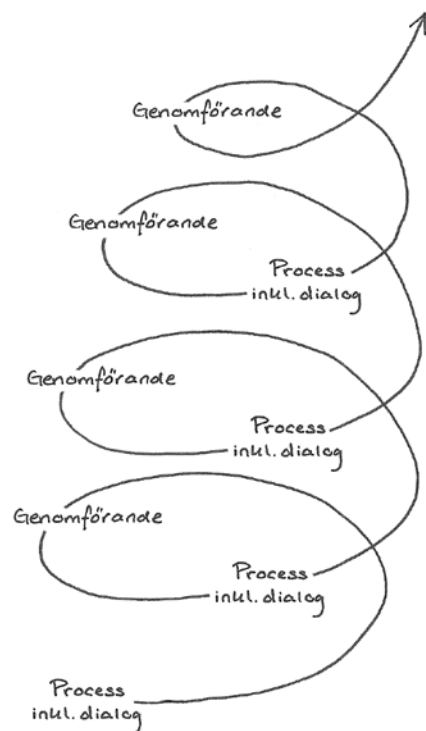 Genomförande
Genomförande
Process
inkl. dialog
Genomförande
Process
inkl. dialog
Genomförande
Process
inkl. dialog
Process
inkl. dialog